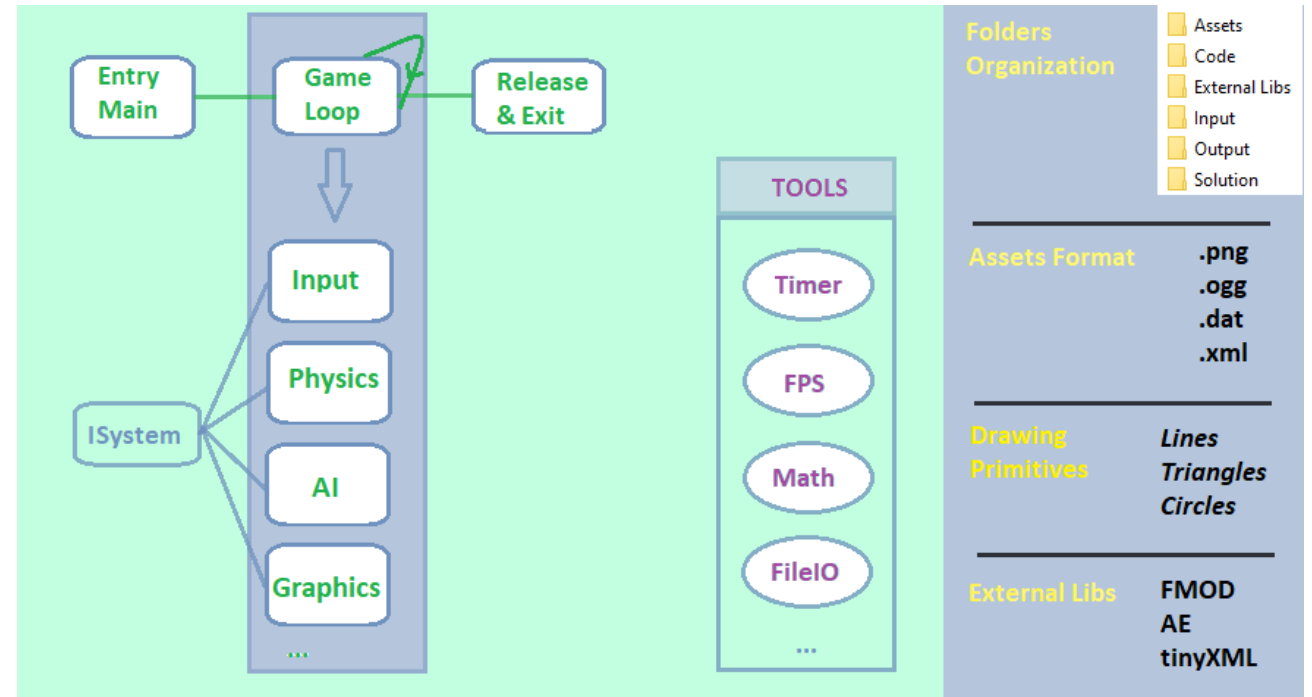 Entry
Main
Game
Loop
Release
& Exit
Input
Physics
ISystem
AI
Graphics
...
TOOLS
Timer
FPS
Math
FileIO
...
Folders
Organization
Assets
Code
External Libs
Input
Output
Solution
Assets Format
.png
.ogg
.dat
.xml
Drawing
Primitives
Lines
Triangles
Circles
External Libs
FMOD
AE
tinyXML